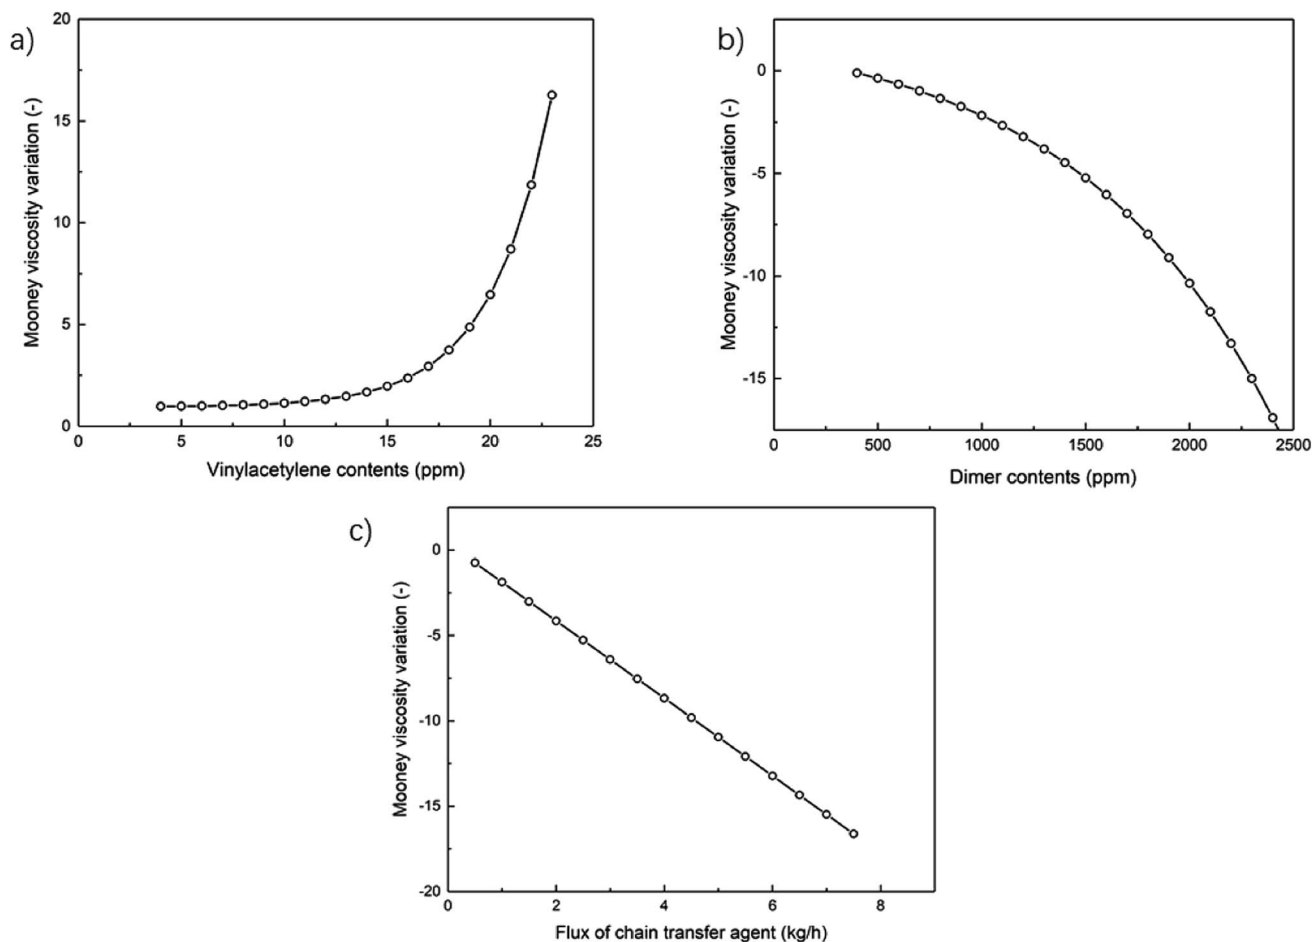 a)
Mooney viscosity variation (-)
20
15
10
5
0
0 5 10 15 20 25
Vinylacetylene contents (ppm)
b)
Mooney viscosity variation (-)
0
-5
-10
-15
0 500 1000 1500 2000 2500
Dimer contents (ppm)
c)
Mooney viscosity variation (-)
0
-5
-10
-15
-20
0 2 4 6 8
Flux of chain transfer agent (kg/h)